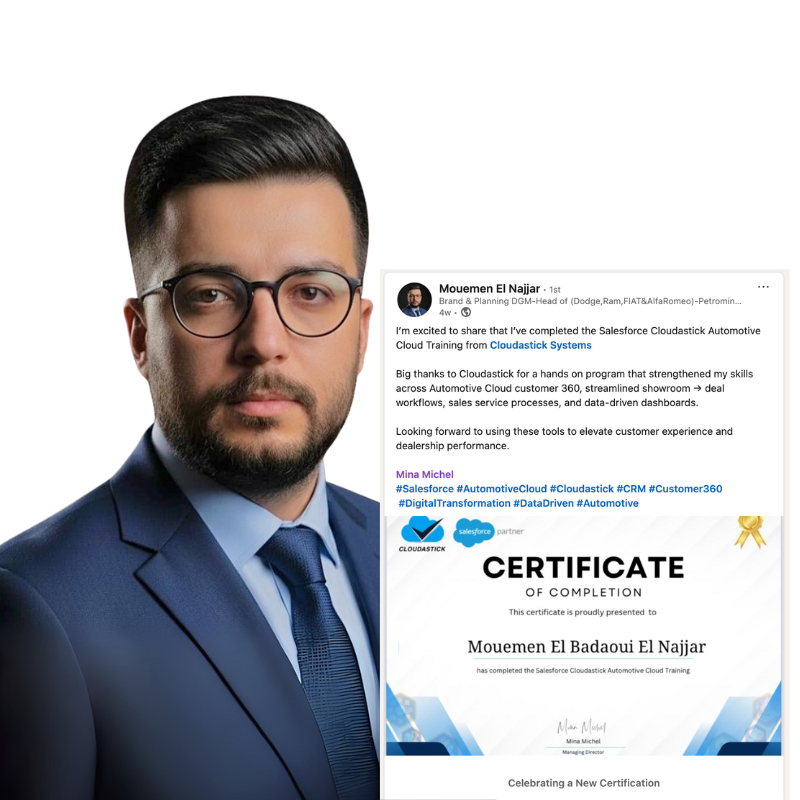 Mouemen El Najjar · 1st
Brand & Planning DGM-Head of (Dodge,Ram,FIAT&AlfaRomeo)-Petromin...
4w ·
I'm excited to share that I've completed the Salesforce Cloudastick Automotive
Cloud Training from Cloudastick Systems
Big thanks to Cloudastick for a hands on program that strengthened my skills
across Automotive Cloud customer 360, streamlined showroom → deal
workflows, sales service processes, and data-driven dashboards.
Looking forward to using these tools to elevate customer experience and
dealership performance.
Mina Michel
#Salesforce #AutomotiveCloud #Cloudastick #CRM #Customer360
#DigitalTransformation #DataDriven #Automotive
CLOUDASTICK
salesforce partner
CERTIFICATE
OF COMPLETION
This certificate is proudly presented to
Mouemen El Badaoui El Najjar
has completed the Salesforce Cloudastick Automotive Cloud Training
Mina Michel
Mina Michel
Managing Director
Celebrating a New Certification